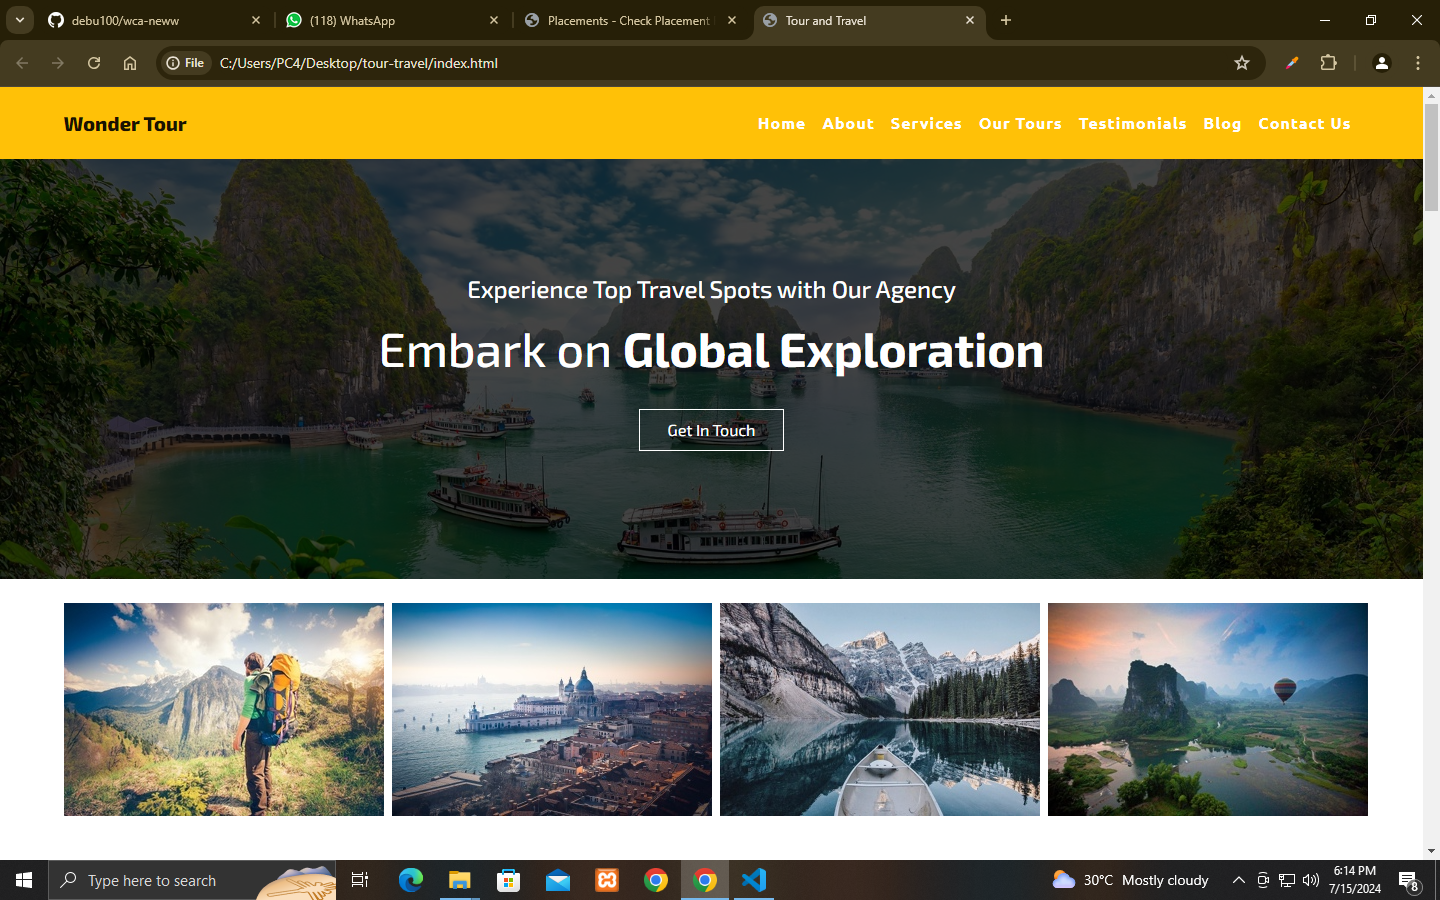 debu100/wca-neww
(118) WhatsApp
Placements - Check Placement
Tour and Travel
File
C:/Users/PC4/Desktop/tour-travel/index.html
Wonder Tour
Home About Services Our Tours Testimonials Blog Contact Us
Experience Top Travel Spots with Our Agency
Embark on Global Exploration
Get In Touch
Type here to search
30°C Mostly cloudy
6:14 PM
7/15/2024
8